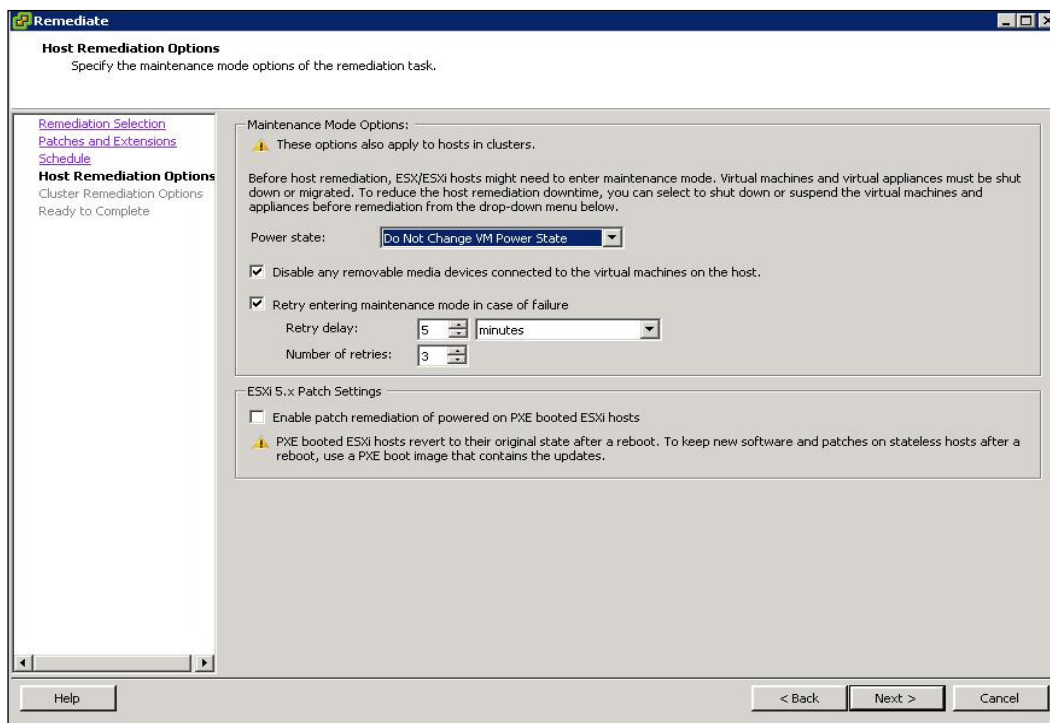 Remediate
Host Remediation Options
Specify the maintenance mode options of the remediation task.
Remediation Selection
Patches and Extensions
Schedule
Host Remediation Options
Cluster Remediation Options
Ready to Complete
Maintenance Mode Options:
These options also apply to hosts in clusters.
Before host remediation, ESX/ESXi hosts might need to enter maintenance mode. Virtual machines and virtual appliances must be shut
down or migrated. To reduce the host remediation downtime, you can select to shut down or suspend the virtual machines and
appliances before remediation from the drop-down menu below.
Power state: Do Not Change VM Power State
Disable any removable media devices connected to the virtual machines on the host.
Retry entering maintenance mode in case of failure
Retry delay: 5 minutes
Number of retries: 3
ESXi 5.x Patch Settings
Enable patch remediation of powered on PXE booted ESXi hosts
PXE booted ESXi hosts revert to their original state after a reboot. To keep new software and patches on stateless hosts after a
reboot, use a PXE boot image that contains the updates.
Help
< Back
Next >
Cancel